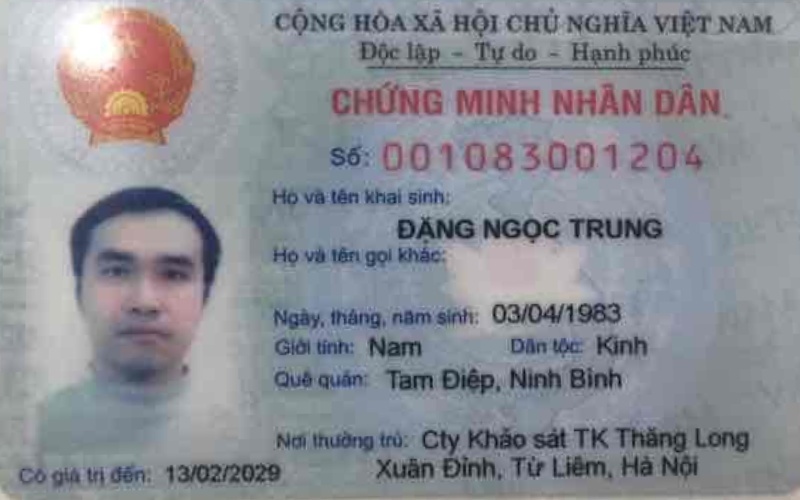 CỘNG HÒA XÃ HỘI CHỦ NGHĨA VIỆT NAM
Độc lập - Tự do - Hạnh phúc
CHỨNG MINH NHÂN DÂN
Số: 001083001204
Họ và tên khai sinh:
ĐẶNG NGỌC TRUNG
Họ và tên gọi khác:
Ngày, tháng, năm sinh: 03/04/1983
Giới tính: Nam Dân tộc: Kinh
Quê quán: Tam Điệp, Ninh Bình
Nơi thường trú: Cty Khảo sát TK Thăng Long
Xuân Đỉnh, Từ Liêm, Hà Nội
Có giá trị đến: 13/02/2029